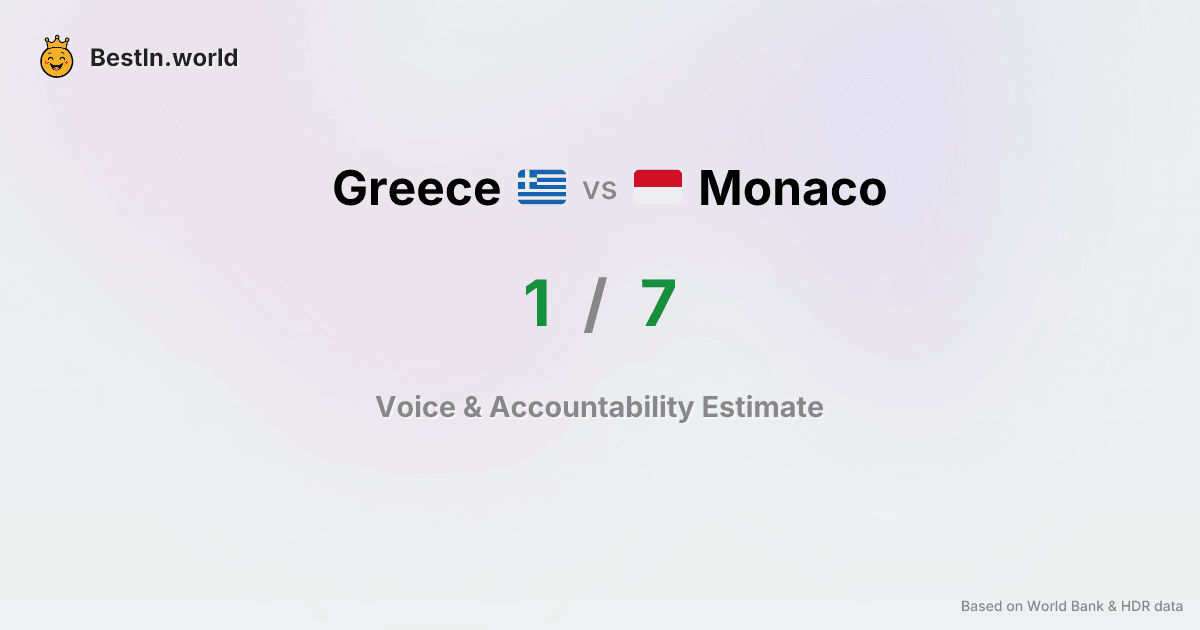 BestIn.world
Greece vs Monaco
1 / 7
Voice & Accountability Estimate
Based on World Bank & HDR data